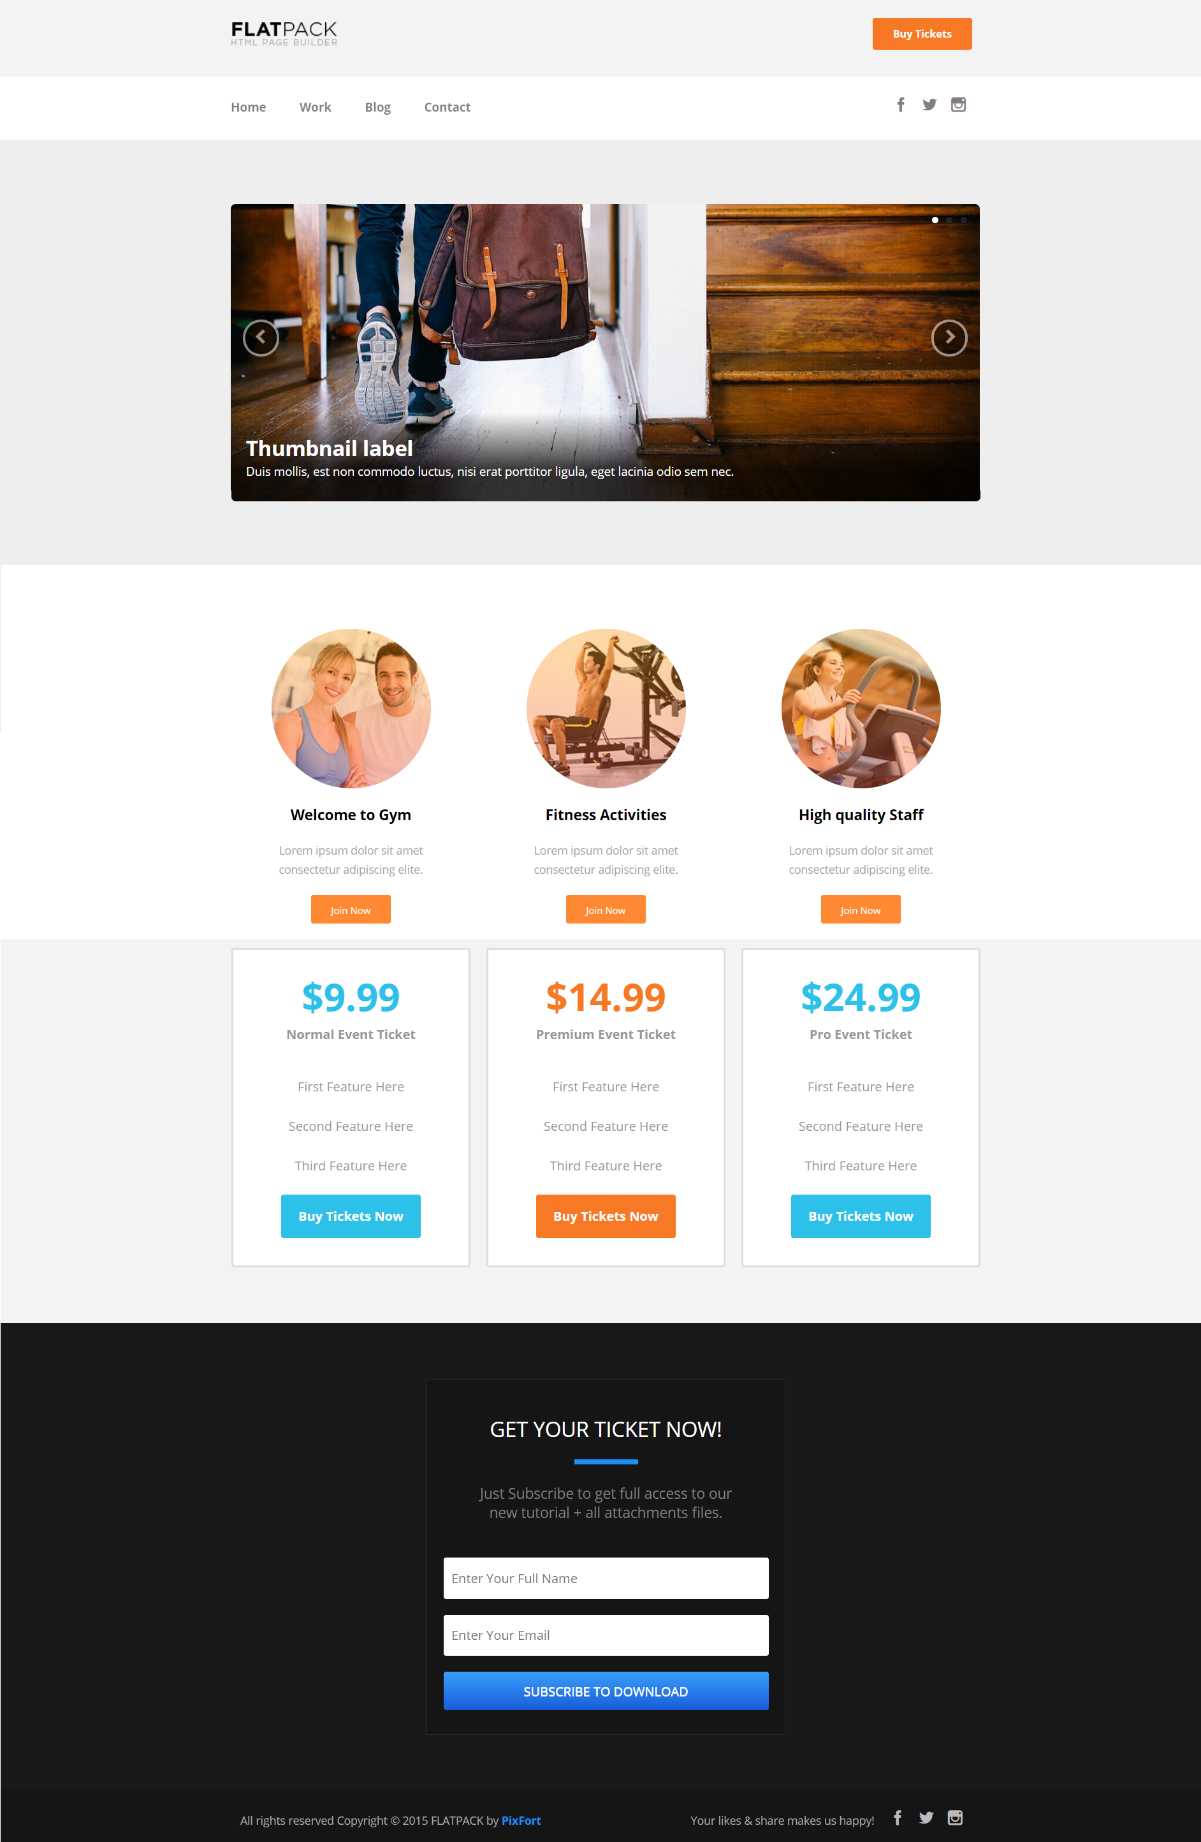 FLATPACK
HTML PAGE BUILDER
Buy Tickets
Home Work Blog Contact
Thumbnail label
Duis mollis, est non commodo luctus, nisi erat porttitor ligula, eget lacinia odio sem nec.
Welcome to Gym
Lorem ipsum dolor sit amet
consectetur adipiscing elite.
Join Now
Fitness Activities
Lorem ipsum dolor sit amet
consectetur adipiscing elite.
Join Now
High quality Staff
Lorem ipsum dolor sit amet
consectetur adipiscing elite.
Join Now
$9.99
Normal Event Ticket
First Feature Here
Second Feature Here
Third Feature Here
Buy Tickets Now
$14.99
Premium Event Ticket
First Feature Here
Second Feature Here
Third Feature Here
Buy Tickets Now
$24.99
Pro Event Ticket
First Feature Here
Second Feature Here
Third Feature Here
Buy Tickets Now
GET YOUR TICKET NOW!
Just Subscribe to get full access to our
new tutorial + all attachments files.
Enter Your Full Name
Enter Your Email
SUBSCRIBE TO DOWNLOAD
All rights reserved Copyright © 2015 FLATPACK by PixFort
Your likes & share makes us happy!